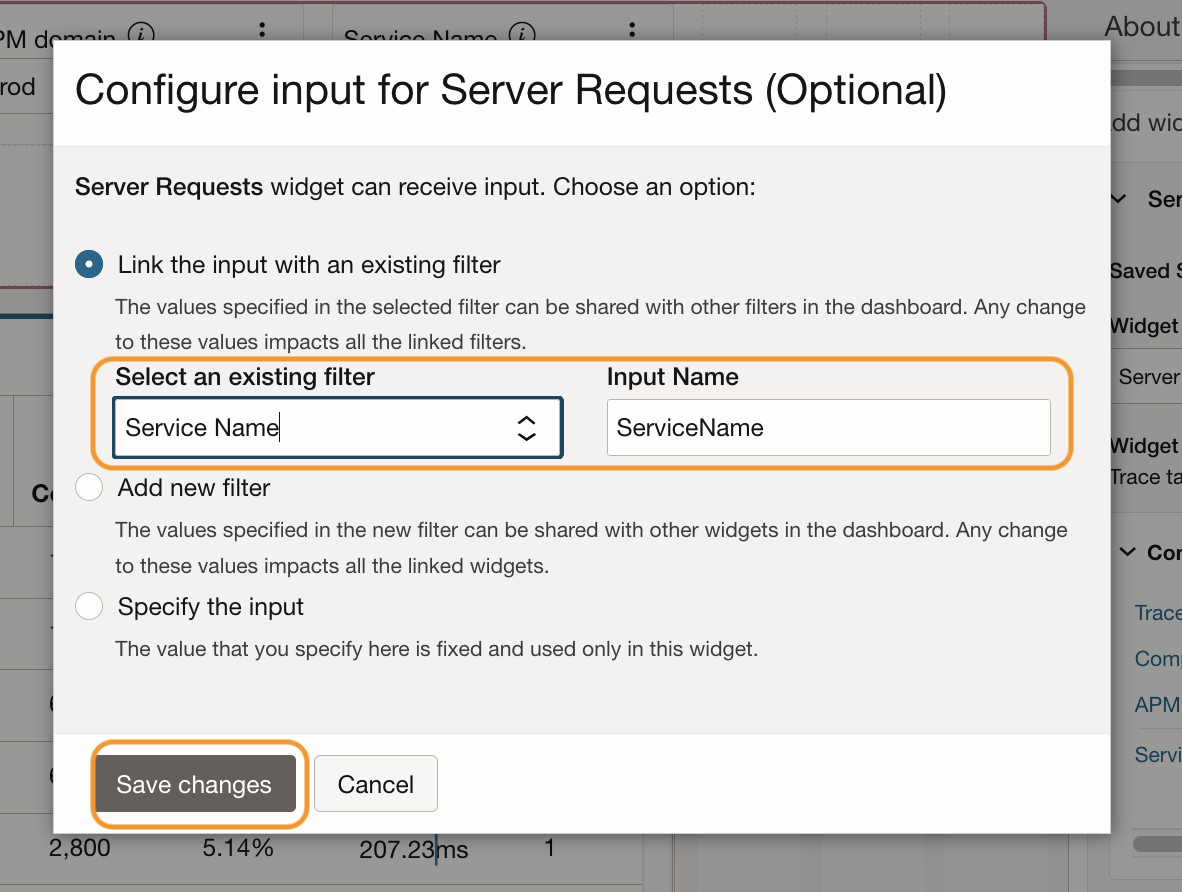 PM domain
Service Name
About
rod
Configure input for Server Requests (Optional)
Server Requests widget can receive input. Choose an option:
Link the input with an existing filter
The values specified in the selected filter can be shared with other filters in the dashboard. Any change
to these values impacts all the linked filters.
Select an existing filter
Input Name
Service Name
ServiceName
Add new filter
The values specified in the new filter can be shared with other widgets in the dashboard. Any change
to these values impacts all the linked widgets.
Specify the input
The value that you specify here is fixed and used only in this widget.
Save changes
Cancel
dd wid
Ser
Saved S
Widget
Server
Widget
Trace ta
Con
Trace
Comp
APM
Servi
Co
2,800 5.14% 207.23ms 1